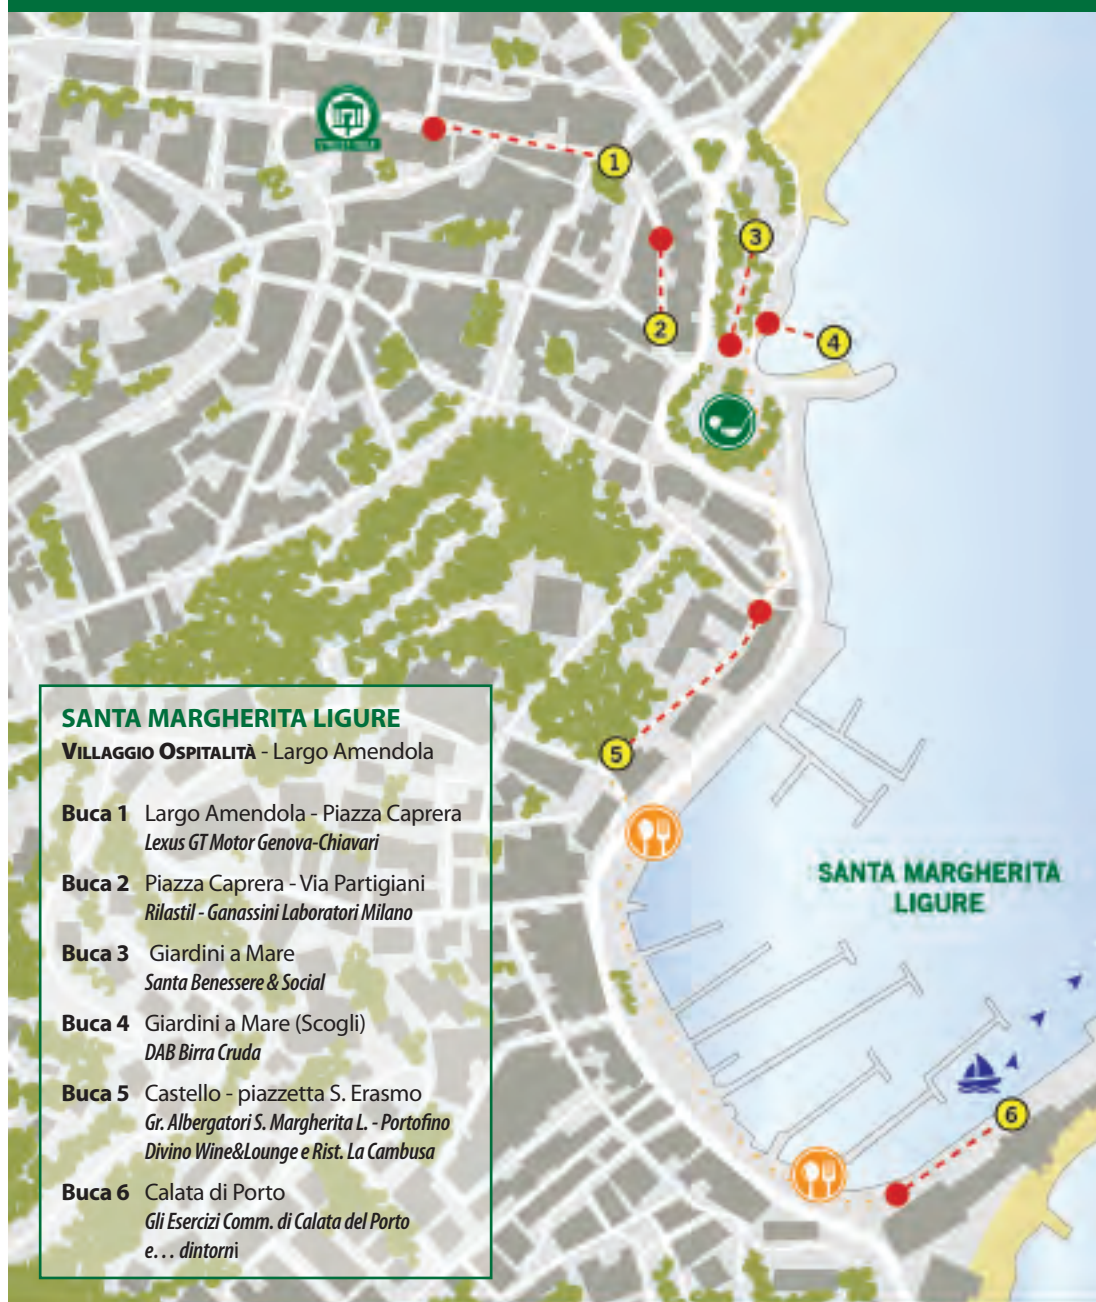 1
3
2
4
5
SANTA MARGHERITA
LIGURE
6
SANTA MARGHERITA LIGURE
VILLAGGIO OSPITALITÀ - Largo Amendola
Buca 1 Largo Amendola - Piazza Caprera
Lexus GT Motor Genova-Chiavari
Buca 2 Piazza Caprera - Via Partigiani
Rilastil - Ganassini Laboratori Milano
Buca 3 Giardini a Mare
Santa Benessere & Social
Buca 4 Giardini a Mare (Scogli)
DAB Birra Cruda
Buca 5 Castello - piazzetta S. Erasmo
Gr. Albergatori S. Margherita L. - Portofino
Divino Wine&Lounge e Rist. La Cambusa
Buca 6 Calata di Porto
Gli Esercizi Comm. di Calata del Porto
e… dintorni